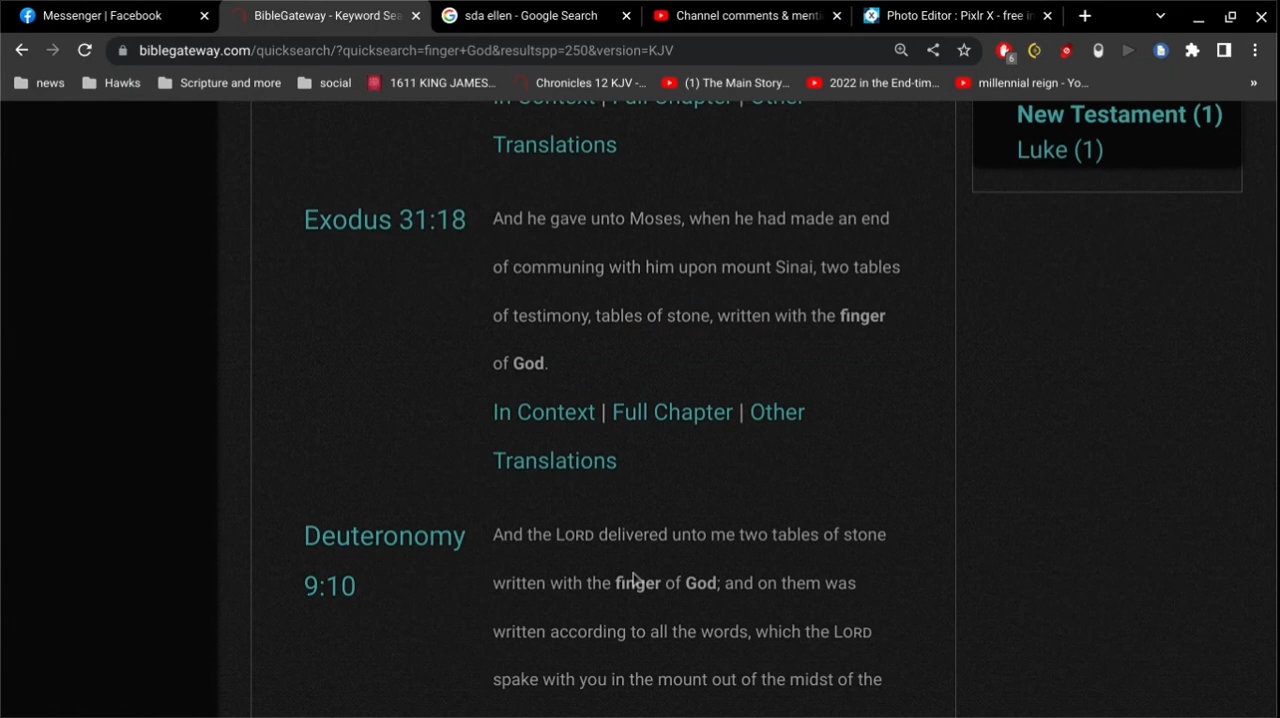 Messenger | Facebook
BibleGateway - Keyword Sea
sda ellen - Google Search
Channel comments & menti
Photo Editor : Pixlr X - free i
biblegateway.com/quicksearch/?quicksearch=finger+God&resultspp=250&version=KJV
6
news
Hawks
Scripture and more
social
1611 KING JAMES...
Chronicles 12 KJV -...
(1) The Main Story...
2022 in the End-tim...
millennial reign - Yo...
»
In Context | Full Chapter | Other
Translations
New Testament (1)
Luke (1)
Exodus 31:18
And he gave unto Moses, when he had made an end
of communing with him upon mount Sinai, two tables
of testimony, tables of stone, written with the finger
of God.
In Context | Full Chapter | Other
Translations
Deuteronomy
9:10
And the LORD delivered unto me two tables of stone
written with the finger of God; and on them was
written according to all the words, which the LORD
spake with you in the mount out of the midst of the